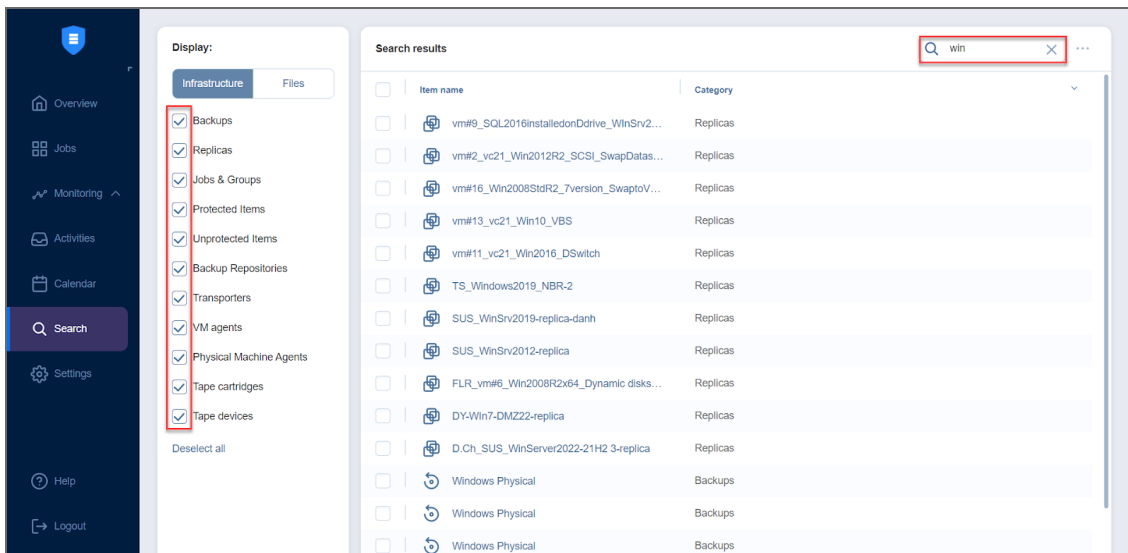 Overview
Jobs
Monitoring
Activities
Calendar
Search
Settings
Help
Logout
Display:
Infrastructure
Files
Backups
Replicas
Jobs & Groups
Protected Items
Unprotected Items
Backup Repositories
Transporters
VM agents
Physical Machine Agents
Tape cartridges
Tape devices
Deselect all
Search results
win
Item name Category
vm#9_SQL2016installedonDdrive_WInSrv2... Replicas
vm#2_vc21_Win2012R2_SCSI_SwapDatas... Replicas
vm#16_Win2008StdR2_7version_SwaptoV... Replicas
vm#13_vc21_Win10_VBS Replicas
vm#11_vc21_Win2016_DSwitch Replicas
TS_Windows2019_NBR-2 Replicas
SUS_WinSrv2019-replica-danh Replicas
SUS_WinSrv2012-replica Replicas
FLR_vm#6_Win2008R2x64_Dynamic disks... Replicas
DY-WIn7-DMZ22-replica Replicas
D.Ch_SUS_WinServer2022-21H2 3-replica Replicas
Windows Physical Backups
Windows Physical Backups
Windows Physical Backups